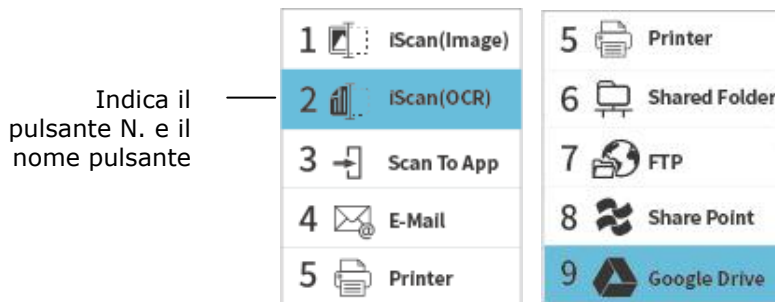 Indica il
pulsante N. e il
nome pulsante
1 iScan(Image)
2 iScan(OCR)
3 Scan To App
4 E-Mail
5 Printer
5 Printer
6 Shared Folder
7 FTP
8 Share Point
9 Google Drive